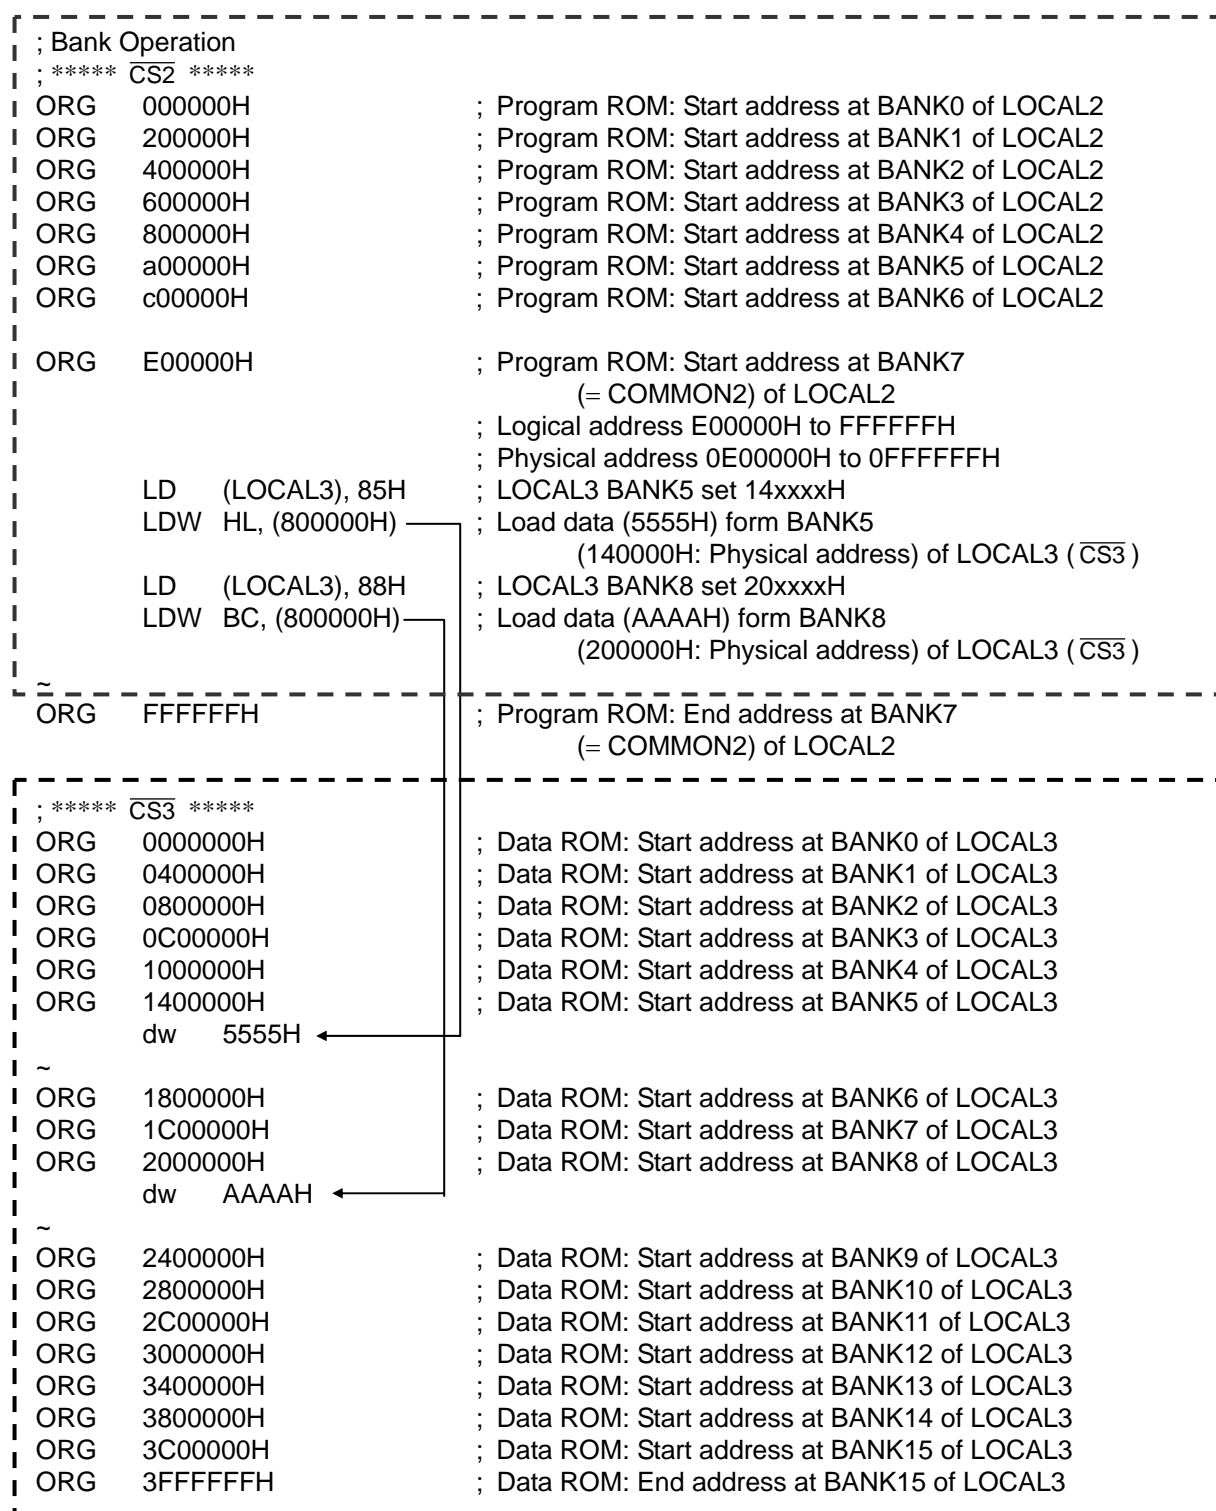 ; Bank Operation
; ***** CS2 *****
ORG 000000H ; Program ROM: Start address at BANK0 of LOCAL2
ORG 200000H ; Program ROM: Start address at BANK1 of LOCAL2
ORG 400000H ; Program ROM: Start address at BANK2 of LOCAL2
ORG 600000H ; Program ROM: Start address at BANK3 of LOCAL2
ORG 800000H ; Program ROM: Start address at BANK4 of LOCAL2
ORG a00000H ; Program ROM: Start address at BANK5 of LOCAL2
ORG c00000H ; Program ROM: Start address at BANK6 of LOCAL2
ORG E00000H ; Program ROM: Start address at BANK7
(= COMMON2) of LOCAL2
; Logical address E00000H to FFFFFFH
; Physical address 0E00000H to 0FFFFFFH
LD (LOCAL3), 85H ; LOCAL3 BANK5 set 14xxxxH
LDW HL, (800000H) ; Load data (5555H) form BANK5
(140000H: Physical address) of LOCAL3 (CS3)
LD (LOCAL3), 88H ; LOCAL3 BANK8 set 20xxxxH
LDW BC, (800000H) ; Load data (AAAAH) form BANK8
(200000H: Physical address) of LOCAL3 (CS3)
~
ORG FFFFFFH ; Program ROM: End address at BANK7
(= COMMON2) of LOCAL2
; ***** CS3 *****
ORG 0000000H ; Data ROM: Start address at BANK0 of LOCAL3
ORG 0400000H ; Data ROM: Start address at BANK1 of LOCAL3
ORG 0800000H ; Data ROM: Start address at BANK2 of LOCAL3
ORG 0C00000H ; Data ROM: Start address at BANK3 of LOCAL3
ORG 1000000H ; Data ROM: Start address at BANK4 of LOCAL3
ORG 1400000H ; Data ROM: Start address at BANK5 of LOCAL3
dw 5555H
~
ORG 1800000H ; Data ROM: Start address at BANK6 of LOCAL3
ORG 1C00000H ; Data ROM: Start address at BANK7 of LOCAL3
ORG 2000000H ; Data ROM: Start address at BANK8 of LOCAL3
dw AAAAH
~
ORG 2400000H ; Data ROM: Start address at BANK9 of LOCAL3
ORG 2800000H ; Data ROM: Start address at BANK10 of LOCAL3
ORG 2C00000H ; Data ROM: Start address at BANK11 of LOCAL3
ORG 3000000H ; Data ROM: Start address at BANK12 of LOCAL3
ORG 3400000H ; Data ROM: Start address at BANK13 of LOCAL3
ORG 3800000H ; Data ROM: Start address at BANK14 of LOCAL3
ORG 3C00000H ; Data ROM: Start address at BANK15 of LOCAL3
ORG 3FFFFFFH ; Data ROM: End address at BANK15 of LOCAL3